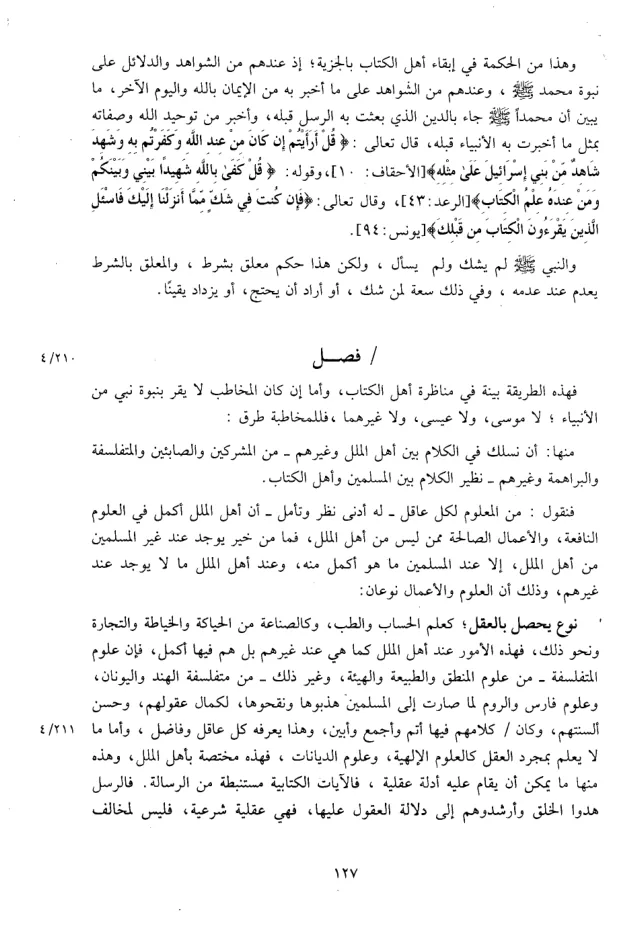 وهذا من الحكمة في إبقاء أهل الكتاب بالجزية؛ إذ عندهم من الشواهد والدلائل على
نبوة محمد ﷺ ، وعندهم من الشواهد على ما أخبر به من الإيمان بالله واليوم الآخر، ما
يبين أن محمداً ﷺ جاء بالدين الذي بعثت به الرسل قبله، وأخبر من توحيد الله وصفاته
بمثل ما أخبرت به الأنبياء قبله، قال تعالى :﴿ قُلْ أَرَأَيْتُمْ إِن كَانَ مِنْ عِندِ اللَّهِ وَكَفَرْتُم بِهِ وَشَهِدَ
شَاهِدٌ مِّنْ بَنِي إِسْرَائِيلَ عَلَىٰ مِثْلِهِ﴾[الأحقاف: ١٠]،وقوله: ﴿ قُلْ كَفَىٰ بِاللَّهِ شَهِيدًا بَيْنِي وَبَيْنَكُمْ
وَمَنْ عِندَهُ عِلْمُ الْكِتَابِ﴾[الرعد:٤٣]، وقال تعالى:﴿فَإِن كُنتَ فِي شَكٍّ مِّمَّا أَنزَلْنَا إِلَيْكَ فَاسْئَلِ
الَّذِينَ يَقْرَءُونَ الْكِتَابَ مِن قَبْلِكَ﴾[يونس:٩٤].
والنبي ﷺ لم يشك ولم يسأل ، ولكن هذا حكم معلق بشرط ، والمعلق بالشرط
يعدم عند عدمه ، وفي ذلك سعة لمن شك ، أو أراد أن يحتج، أو يزداد يقينًا.
/ فصـــل
٤/٢١٠
فهذه الطريقة بينة في مناظرة أهل الكتاب، وأما إن كان المخاطب لا يقر بنبوة نبي من
الأنبياء ؛ لا موسى، ولا عيسى، ولا غيرهما ،فللمخاطبة طرق :
منها: أن نسلك في الكلام بين أهل الملل وغيرهم ـ من المشركين والصابئين والمتفلسفة
والبراهمة وغيرهم ـ نظير الكلام بين المسلمين وأهل الكتاب.
فنقول : من المعلوم لكل عاقل ـ له أدنى نظر وتأمل ـ أن أهل الملل أكمل في العلوم
النافعة، والأعمال الصالحة ممن ليس من أهل الملل، فما من خير يوجد عند غير المسلمين
من أهل الملل، إلا عند المسلمين ما هو أكمل منه، وعند أهل الملل ما لا يوجد عند
غيرهم، وذلك أن العلوم والأعمال نوعان:
نوع يحصل بالعقل؛ كعلم الحساب والطب، وكالصناعة من الحياكة والخياطة والتجارة
ونحو ذلك، فهذه الأمور عند أهل الملل كما هي عند غيرهم بل هم فيها أكمل، فإن علوم
المتفلسفة ـ من علوم المنطق والطبيعة والهيئة، وغير ذلك ـ من متفلسفة الهند واليونان،
وعلوم فارس والروم لما صارت إلى المسلمين هذبوها ونقحوها، لكمال عقولهم، وحسن
ألسنتهم، وكان / كلامهم فيها أتم وأجمع وأبين، وهذا يعرفه كل عاقل وفاضل ، وأما ما
٤/٢١١
لا يعلم بمجرد العقل كالعلوم الإلهية، وعلوم الديانات ، فهذه مختصة بأهل الملل، وهذه
منها ما يمكن أن يقام عليه أدلة عقلية ، فالآيات الكتابية مستنبطة من الرسالة. فالرسل
هدوا الخلق وأرشدوهم إلى دلالة العقول عليها، فهي عقلية شرعية، فليس لمخالف
١٢٧